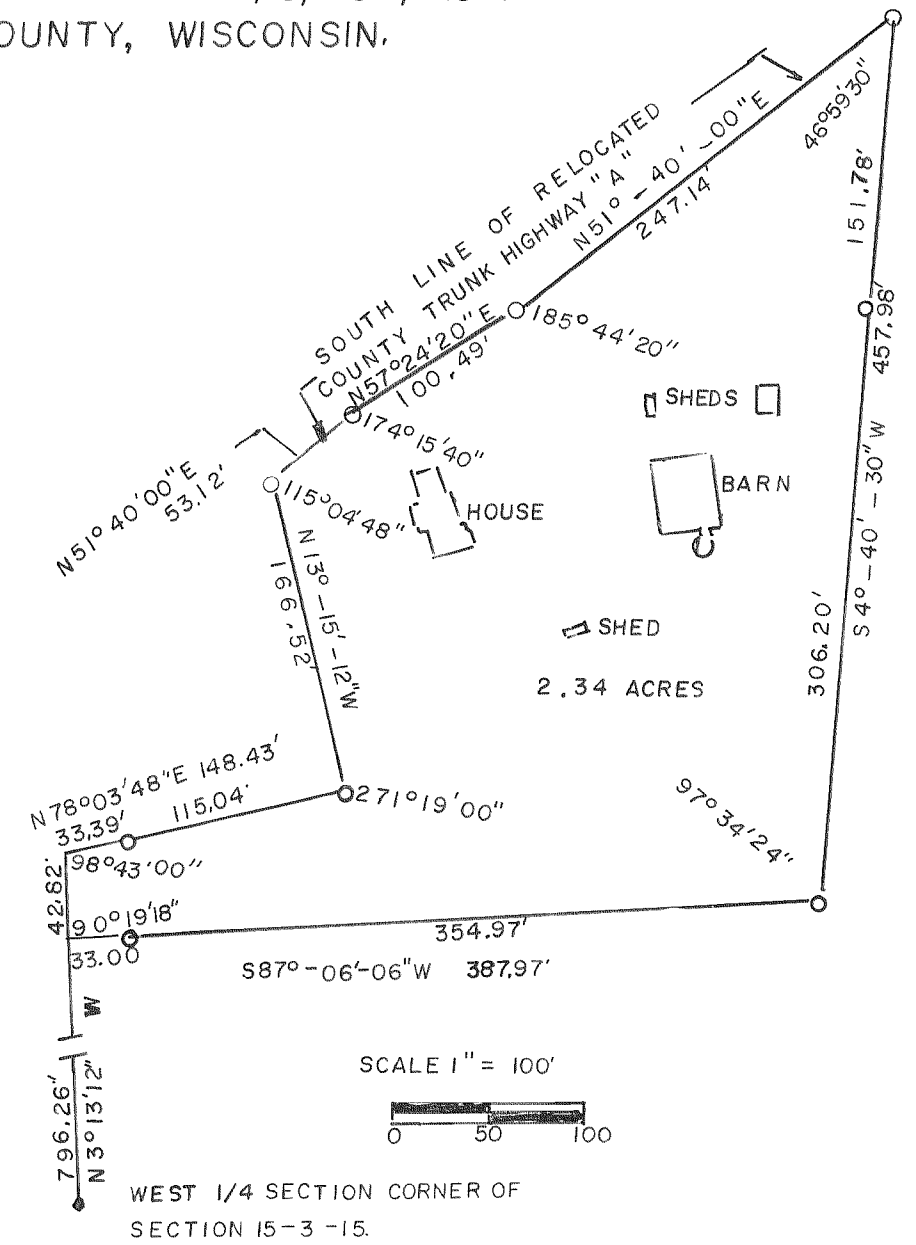 OUNTY, WISCONSIN.
46°59'30"
SOUTH LINE OF RELOCATED
COUNTY TRUNK HIGHWAY "A"
N51°-40'-00"E
247.14'
151.78'
457.98'
S4°-40'-30"W
306.20'
N57°24'20"E
100.49'
185°44'20"
174°15'40"
N51°40'00"E
53.12'
115°04'48"
SHEDS
BARN
HOUSE
N13°-15'-12"W
166.52'
SHED
2.34 ACRES
N78°03'48"E 148.43'
33.39'
115.04'
271°19'00"
97°34'24"
98°43'00"
42.82'
90°19'18"
33.00
354.97'
S87°-06'-06"W 387.97'
W
796.26"
N3°13'12"
SCALE 1" = 100'
0 50 100
WEST 1/4 SECTION CORNER OF
SECTION 15-3-15.